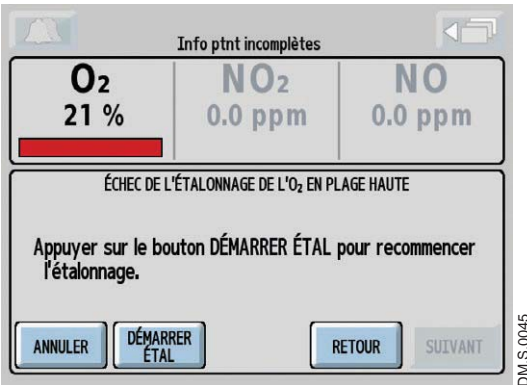 Info ptnt incomplètes
O₂ NO₂ NO
21 % 0.0 ppm 0.0 ppm
ÉCHEC DE L'ÉTALONNAGE DE L'O₂ EN PLAGE HAUTE
Appuyer sur le bouton DÉMARRER ÉTAL pour recommencer
l'étalonnage.
ANNULER DÉMARRER ÉTAL RETOUR SUIVANT
DM.S.0045